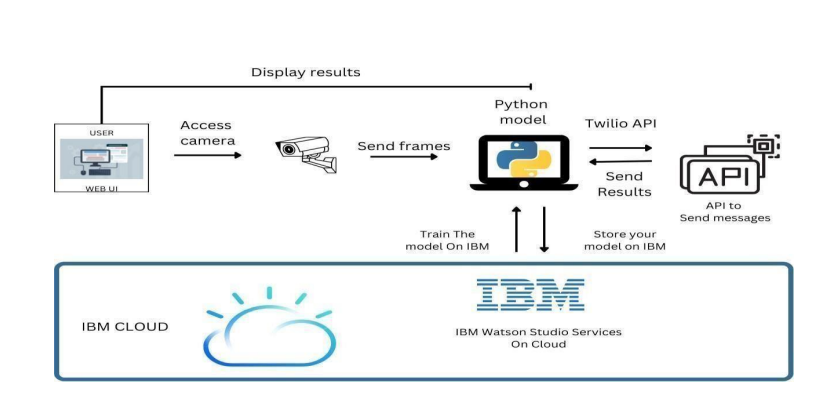 Display results
USER
WEB UI
Access
camera
Send frames
Python
model
Twilio API
Send
Results
API
API to
Send messages
Train The
model On IBM
Store your
model on IBM
IBM CLOUD
IBM
IBM Watson Studio Services
On Cloud